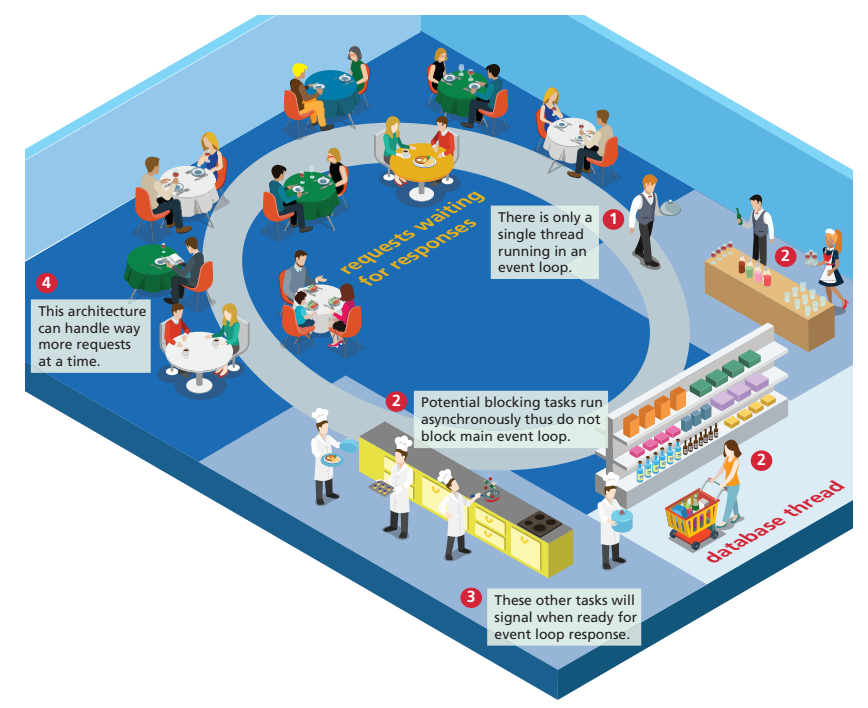 requests waiting
for responses
1
There is only a
single thread
running in an
event loop.
2
4
This architecture
can handle way
more requests
at a time.
2
Potential blocking tasks run
asynchronously thus do not
block main event loop.
2
database thread
3
These other tasks will
signal when ready for
event loop response.